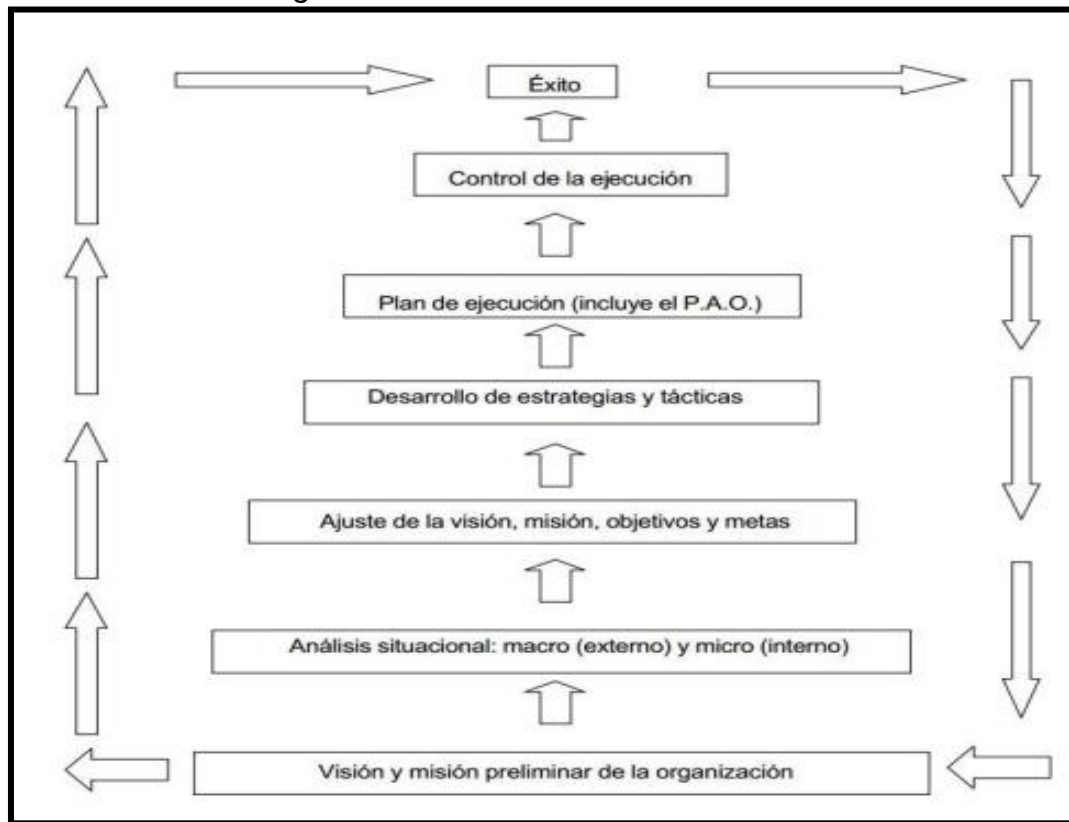 Éxito
Control de la ejecución
Plan de ejecución (incluye el P.A.O.)
Desarrollo de estrategias y tácticas
Ajuste de la visión, misión, objetivos y metas
Análisis situacional: macro (externo) y micro (interno)
Visión y misión preliminar de la organización